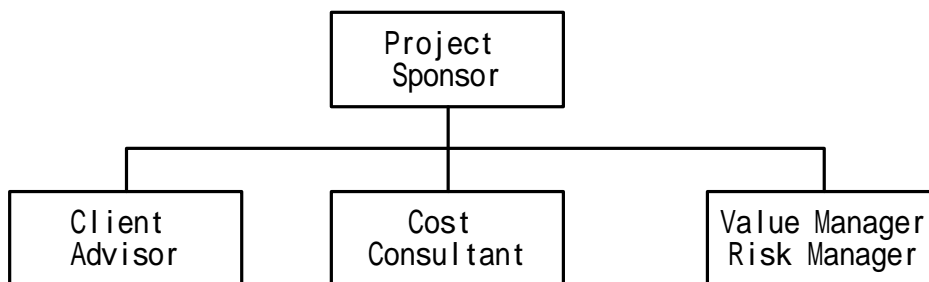 Project
Sponsor
Client
Advisor
Cost
Consultant
Value Manager
Risk Manager